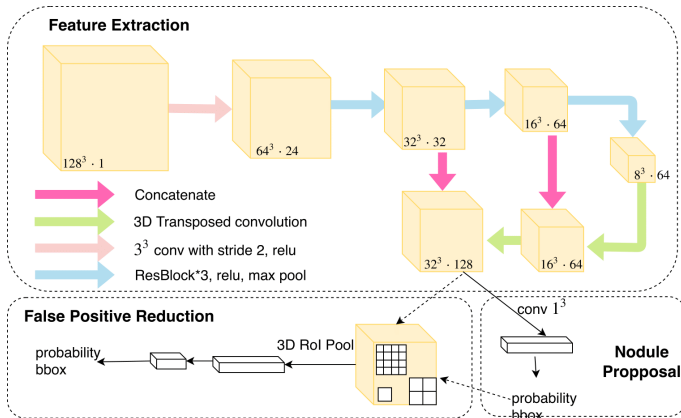 Feature Extraction
128³ · 1
64³ · 24
32³ · 32
16³ · 64
8³ · 64
Concatenate
3D Transposed convolution
3³ conv with stride 2, relu
ResBlock*3, relu, max pool
32³ · 128
16³ · 64
False Positive Reduction
3D RoI Pool
probability
bbox
conv 1³
Nodule
Propposal
probability
bbox